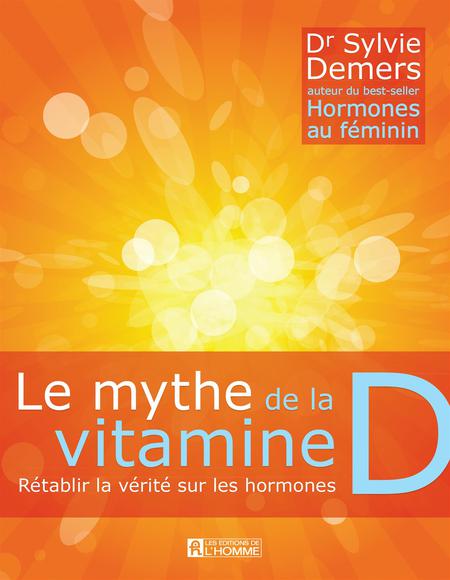 Dr Sylvie
Demers
auteur du best-seller
Hormones
au féminin
Le mythe de la
vitamine D
Rétablir la vérité sur les hormones
LES ÉDITIONS DE
L'HOMME